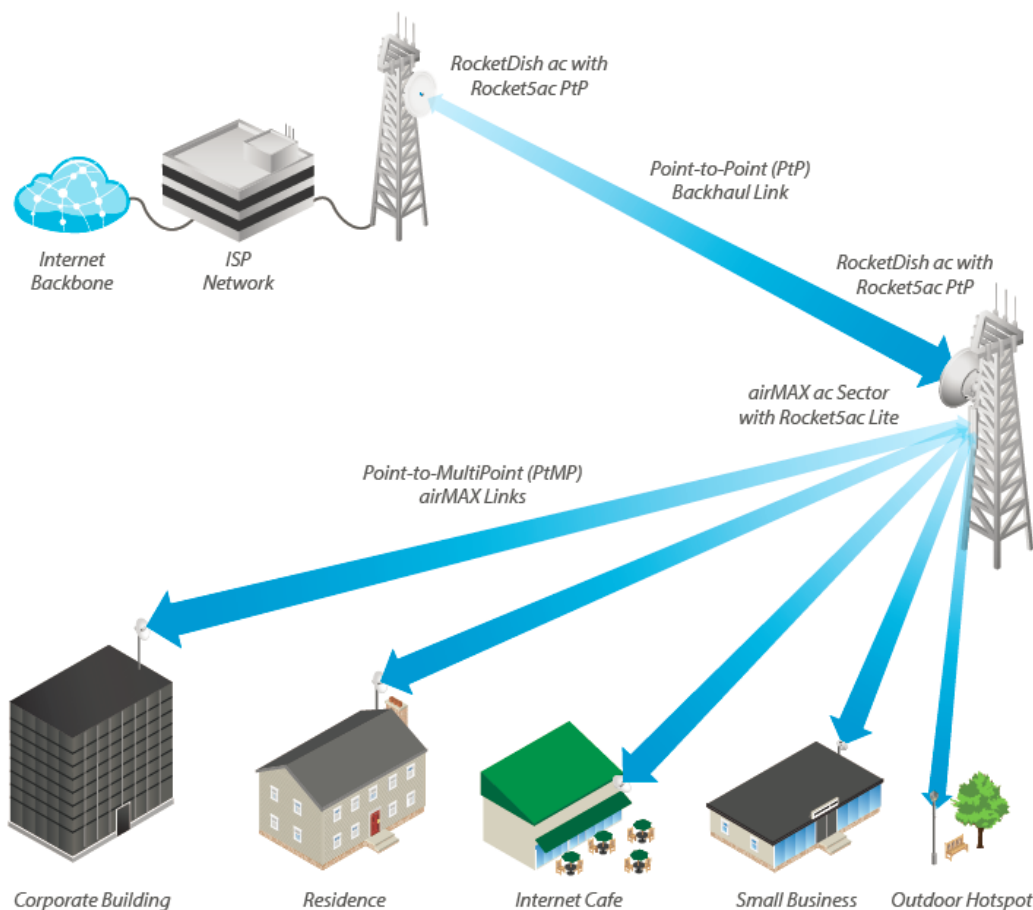 RocketDish ac with
Rocket5ac PtP
Point-to-Point (PtP)
Backhaul Link
Internet
Backbone
ISP
Network
RocketDish ac with
Rocket5ac PtP
airMAX ac Sector
with Rocket5ac Lite
Point-to-MultiPoint (PtMP)
airMAX Links
Corporate Building
Residence
Internet Cafe
Small Business
Outdoor Hotspot